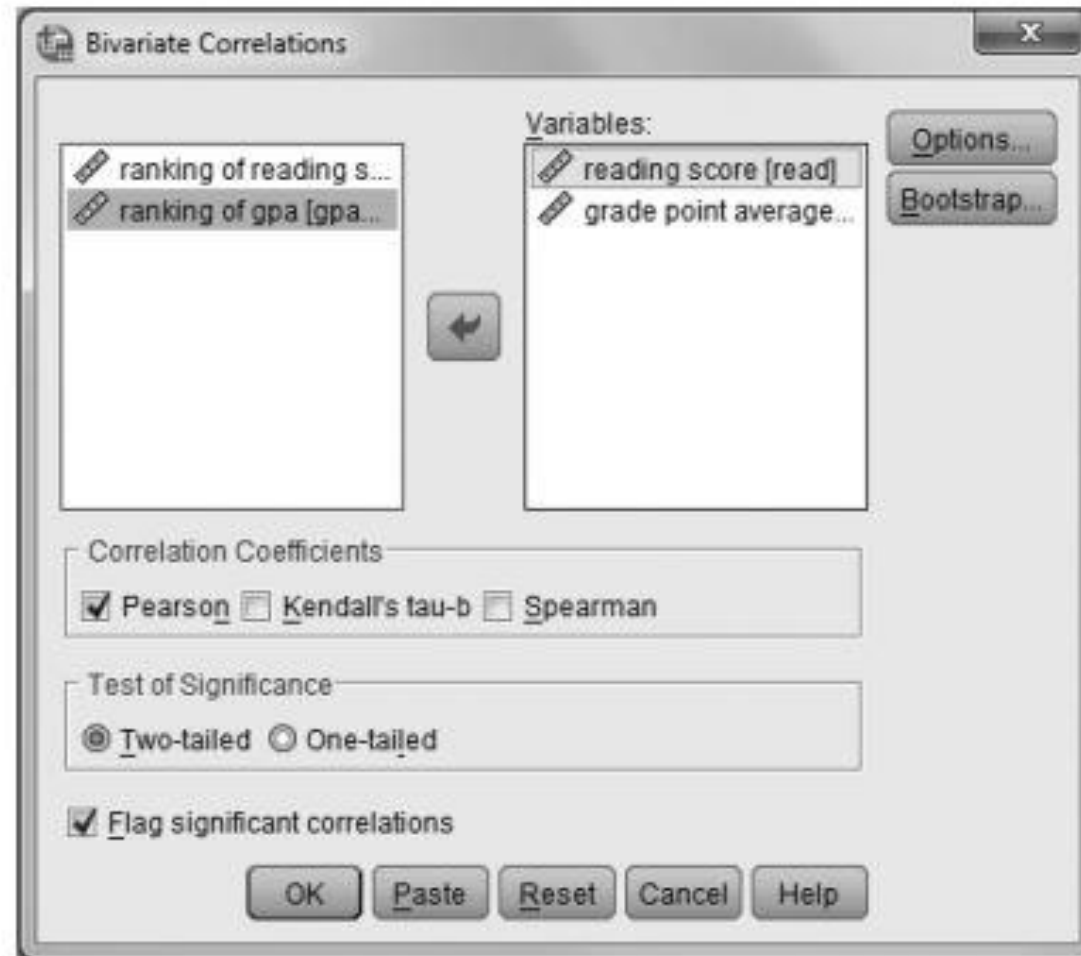 Bivariate Correlations
x
Variables:
ranking of reading s...
ranking of gpa [gpa...
reading score [read]
grade point average...
Options...
Bootstrap...
Correlation Coefficients
Pearson Kendall's tau-b Spearman
Test of Significance
Two-tailed One-tailed
Flag significant correlations
OK Paste Reset Cancel Help